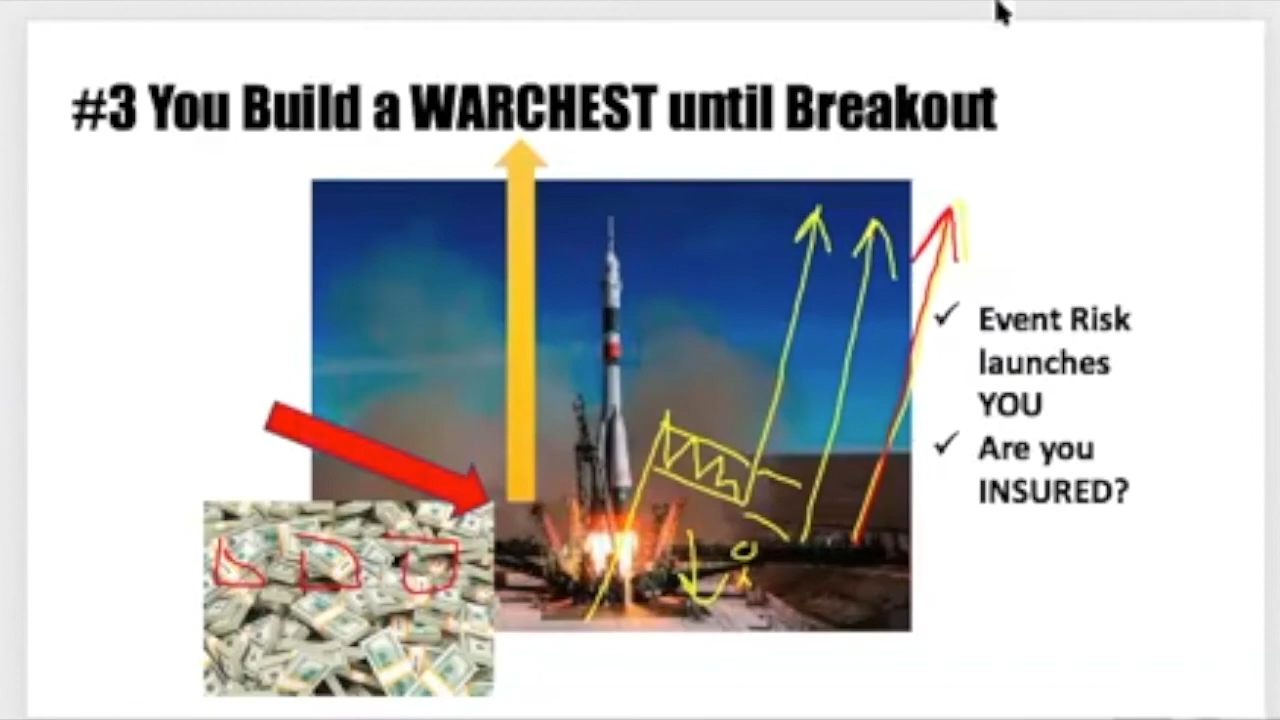 #3 You Build a WARCHEST until Breakout
✓ Event Risk
launches
YOU
✓ Are you
INSURED?